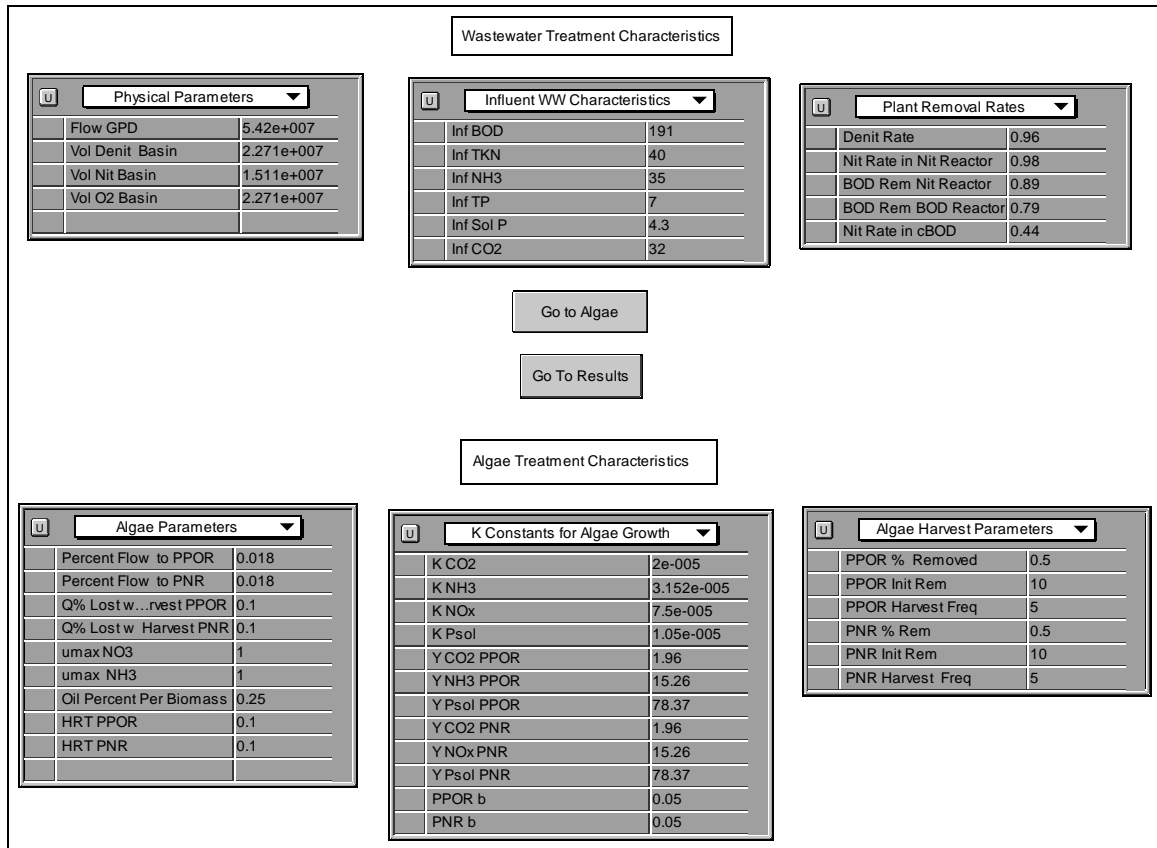 Wastewater Treatment Characteristics
U Physical Parameters
Flow GPD 5.42e+007
Vol Denit Basin 2.271e+007
Vol Nit Basin 1.511e+007
Vol O2 Basin 2.271e+007
U Influent WW Characteristics
Inf BOD 191
Inf TKN 40
Inf NH3 35
Inf TP 7
Inf Sol P 4.3
Inf CO2 32
U Plant Removal Rates
Denit Rate 0.96
Nit Rate in Nit Reactor 0.98
BOD Rem Nit Reactor 0.89
BOD Rem BOD Reactor 0.79
Nit Rate in cBOD 0.44
Go to Algae
Go To Results
Algae Treatment Characteristics
U Algae Parameters
Percent Flow to PPOR 0.018
Percent Flow to PNR 0.018
Q% Lost w...rvest PPOR 0.1
Q% Lost w Harvest PNR 0.1
umax NO3 1
umax NH3 1
Oil Percent Per Biomass 0.25
HRT PPOR 0.1
HRT PNR 0.1
U K Constants for Algae Growth
K CO2 2e-005
K NH3 3.152e-005
K NOx 7.5e-005
K Psol 1.05e-005
Y CO2 PPOR 1.96
Y NH3 PPOR 15.26
Y Psol PPOR 78.37
Y CO2 PNR 1.96
Y NOx PNR 15.26
Y Psol PNR 78.37
PPOR b 0.05
PNR b 0.05
U Algae Harvest Parameters
PPOR % Removed 0.5
PPOR Init Rem 10
PPOR Harvest Freq 5
PNR % Rem 0.5
PNR Init Rem 10
PNR Harvest Freq 5